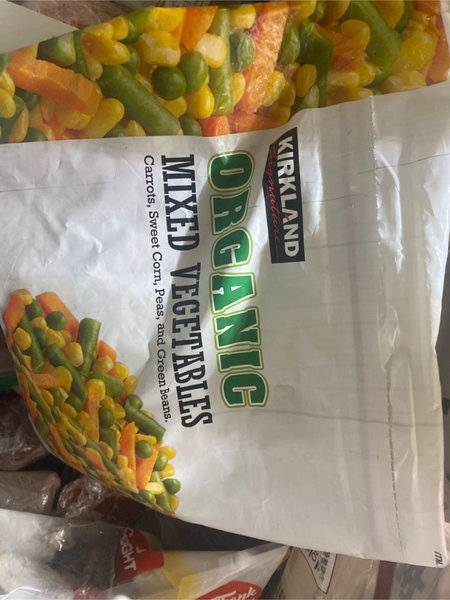 KIRKLAND
Signature
ORGANIC
MIXED VEGETABLES
Carrots, Sweet Corn, Peas, and Green Beans.